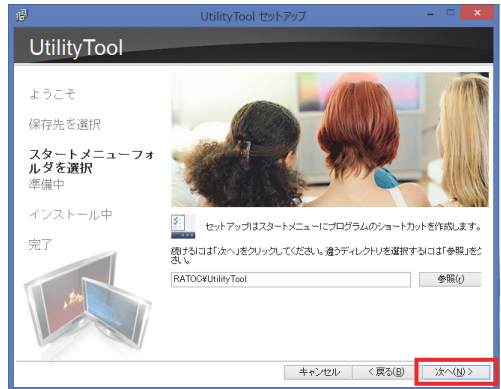 UtilityTool セットアップ
UtilityTool
ようこそ
保存先を選択
スタートメニューフォ
ルダを選択
準備中
インストール中
完了
セットアップはスタートメニューにプログラムのショートカットを作成します。
続けるには「次へ」をクリックしてください。違うディレクトリを選択するには「参照」をク
さい。
RATOC¥UtilityTool
参照(r)
キャンセル
< 戻る(B)
次へ(N) >